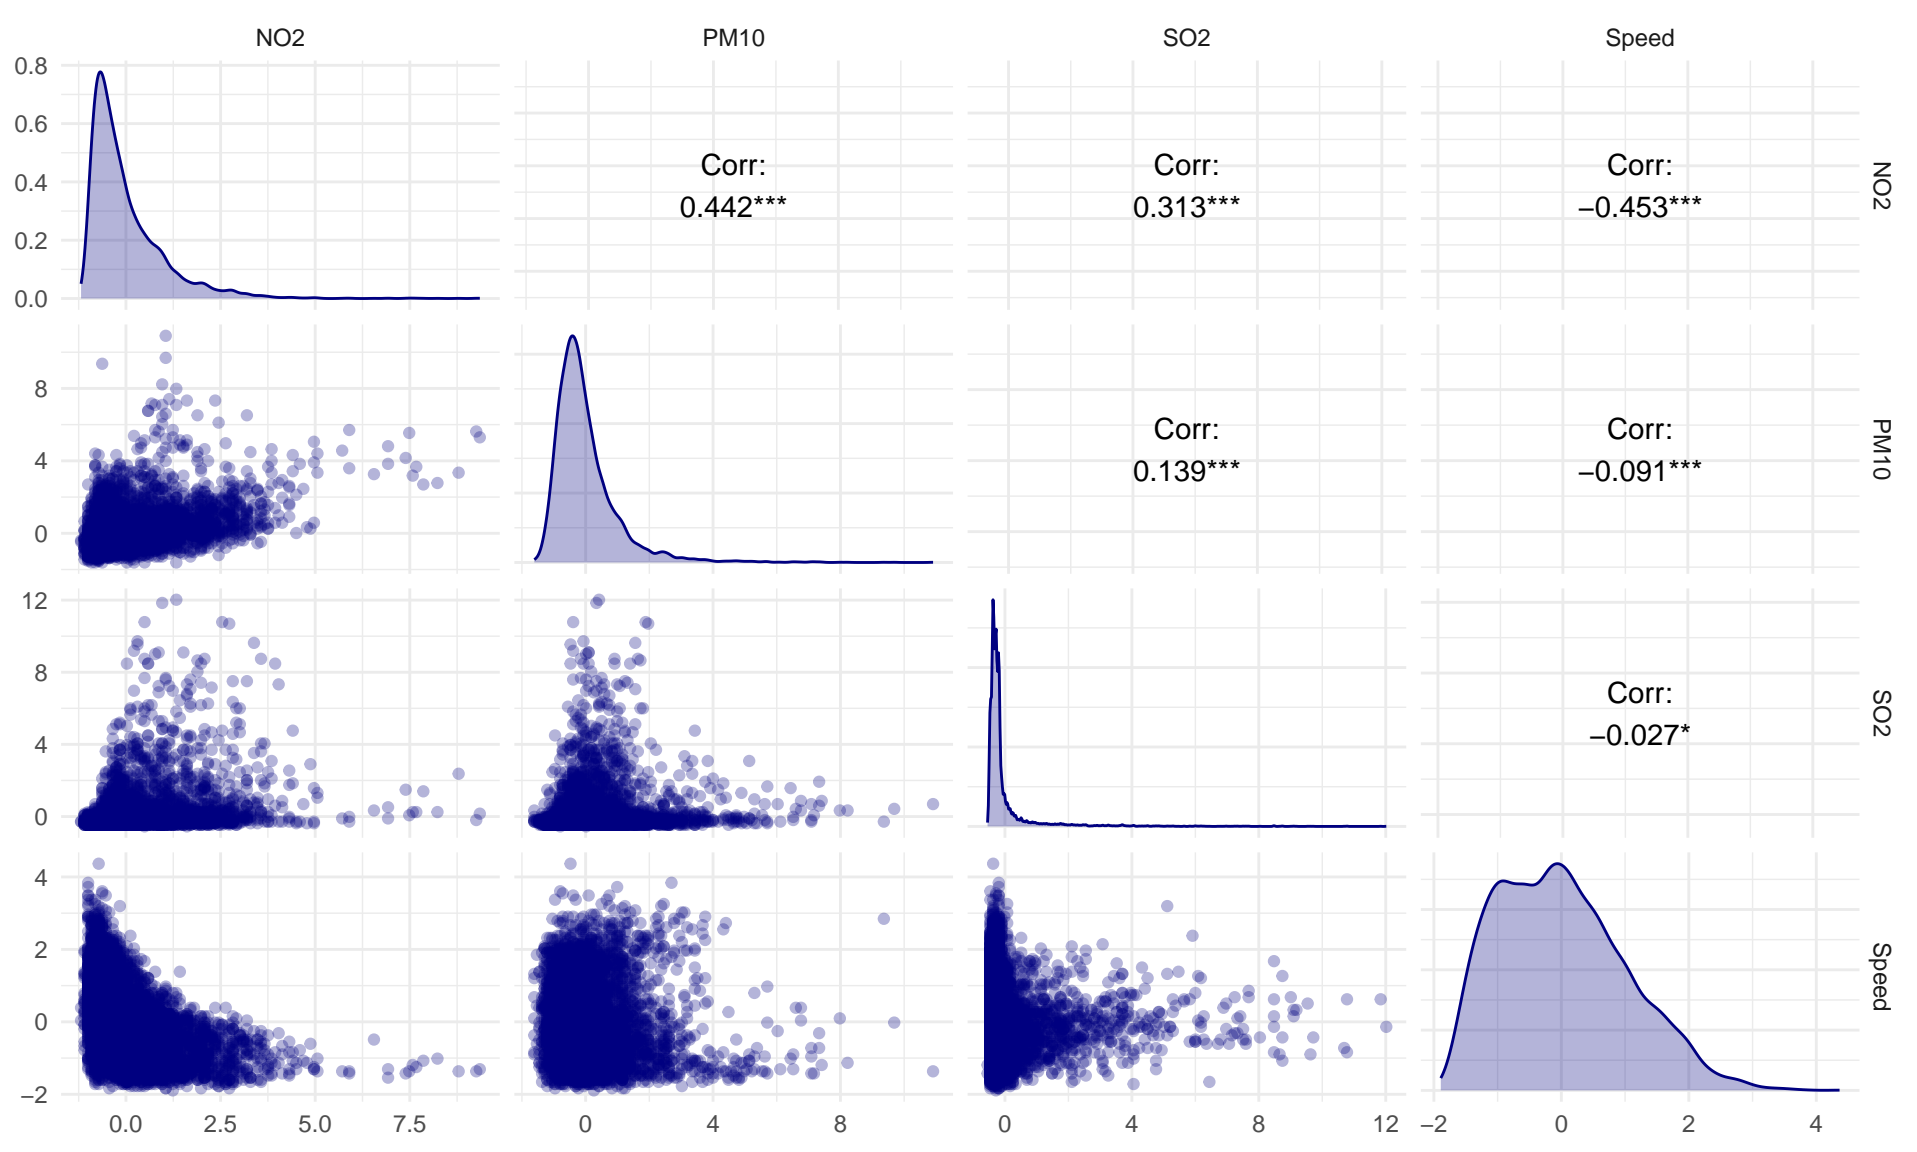 NO2 PM10 SO2 Speed
0.8
0.6
0.4
0.2
0.0
Corr:
0.442***
Corr:
0.313***
Corr:
−0.453***
NO2
8
4
0
Corr:
0.139***
Corr:
−0.091***
PM10
12
8
4
0
Corr:
−0.027*
SO2
4
2
0
−2
Speed
0.0 2.5 5.0 7.5 0 4 8 0 4 8 12 −2 0 2 4